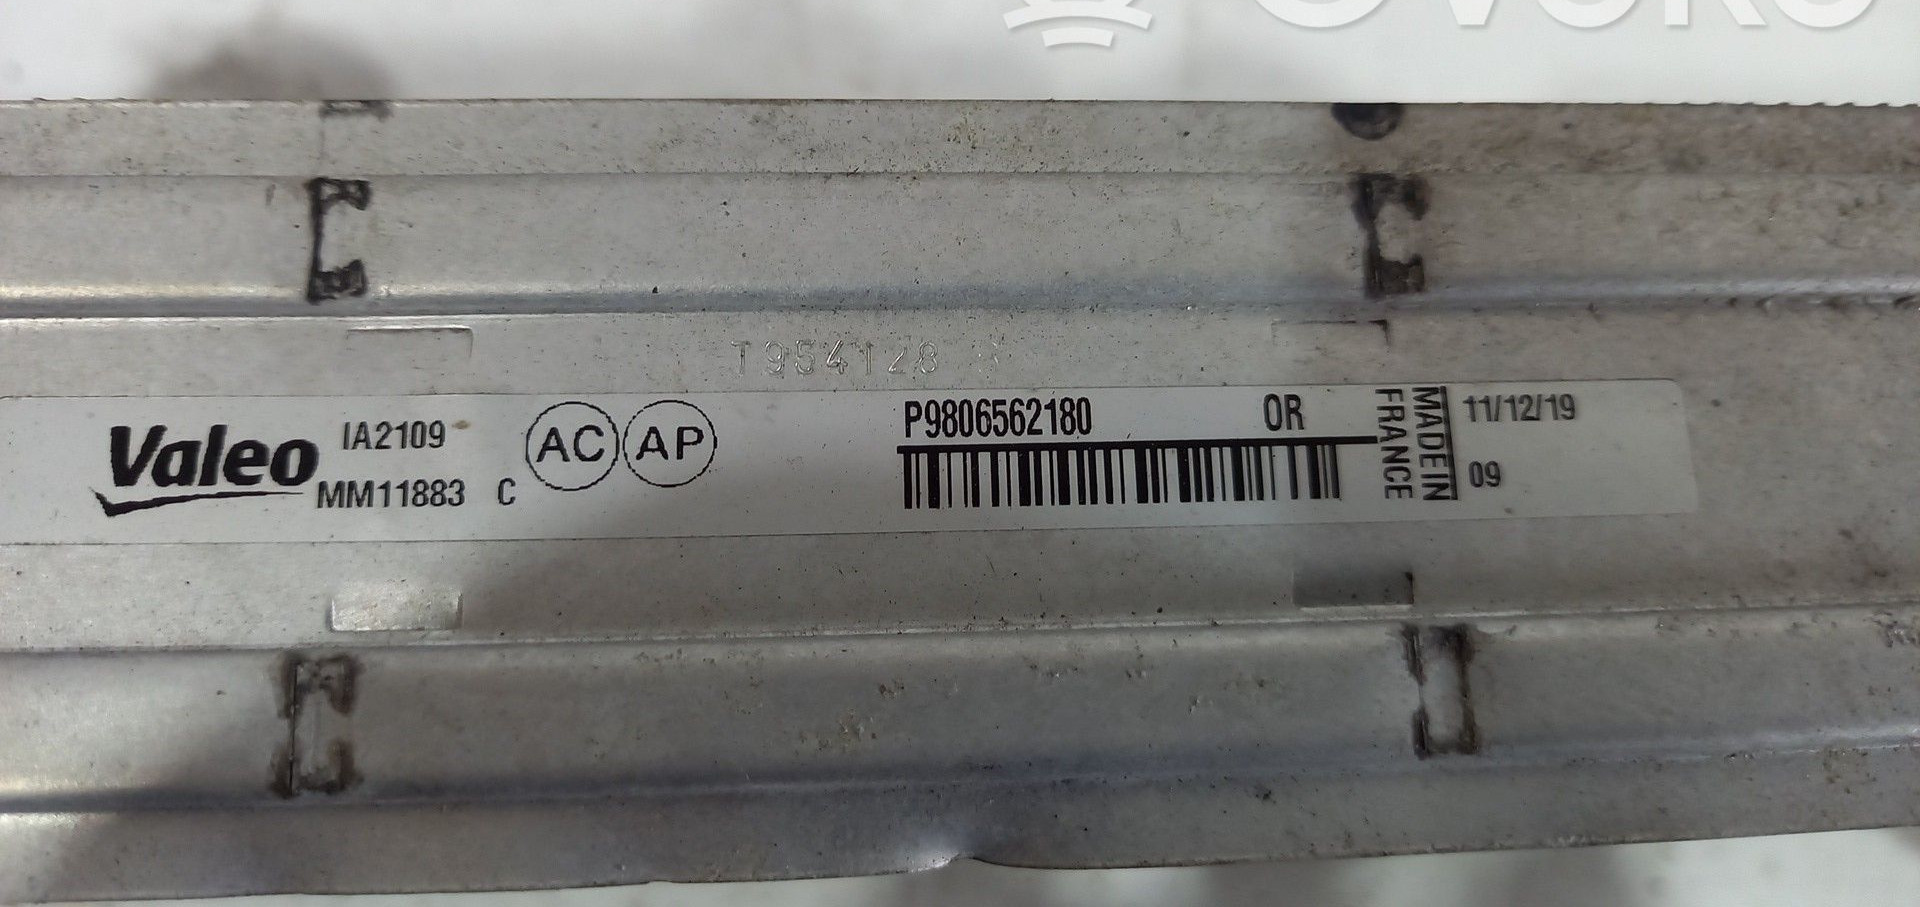 T954128
Valeo IA2109 AC AP
MM11883 C
P9806562180 OR
MADE IN
FRANCE
11/12/19
09